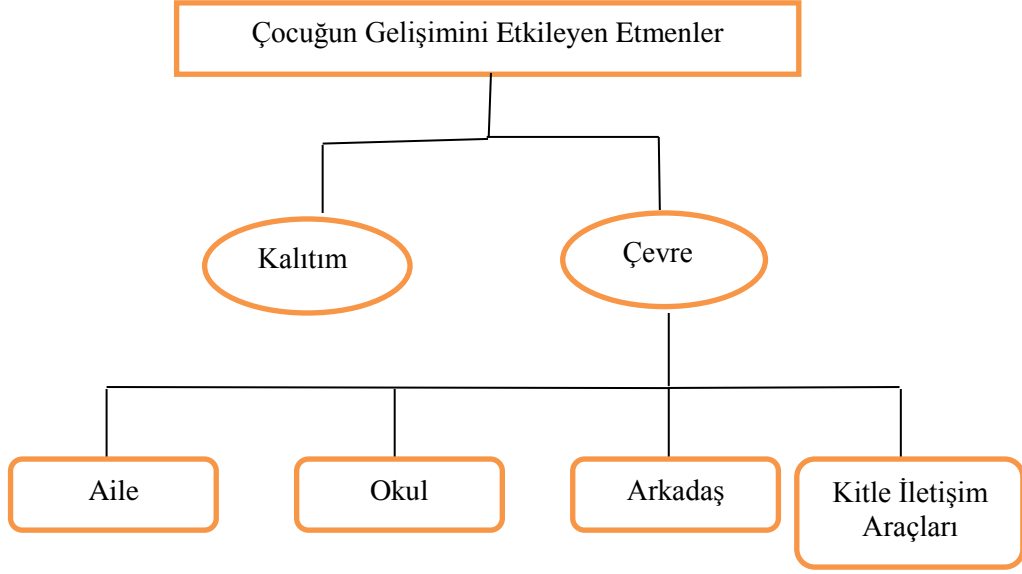 Çocuğun Gelişimini Etkileyen Etmenler
Kalıtım
Çevre
Aile
Okul
Arkadaş
Kitle İletişim
Araçları